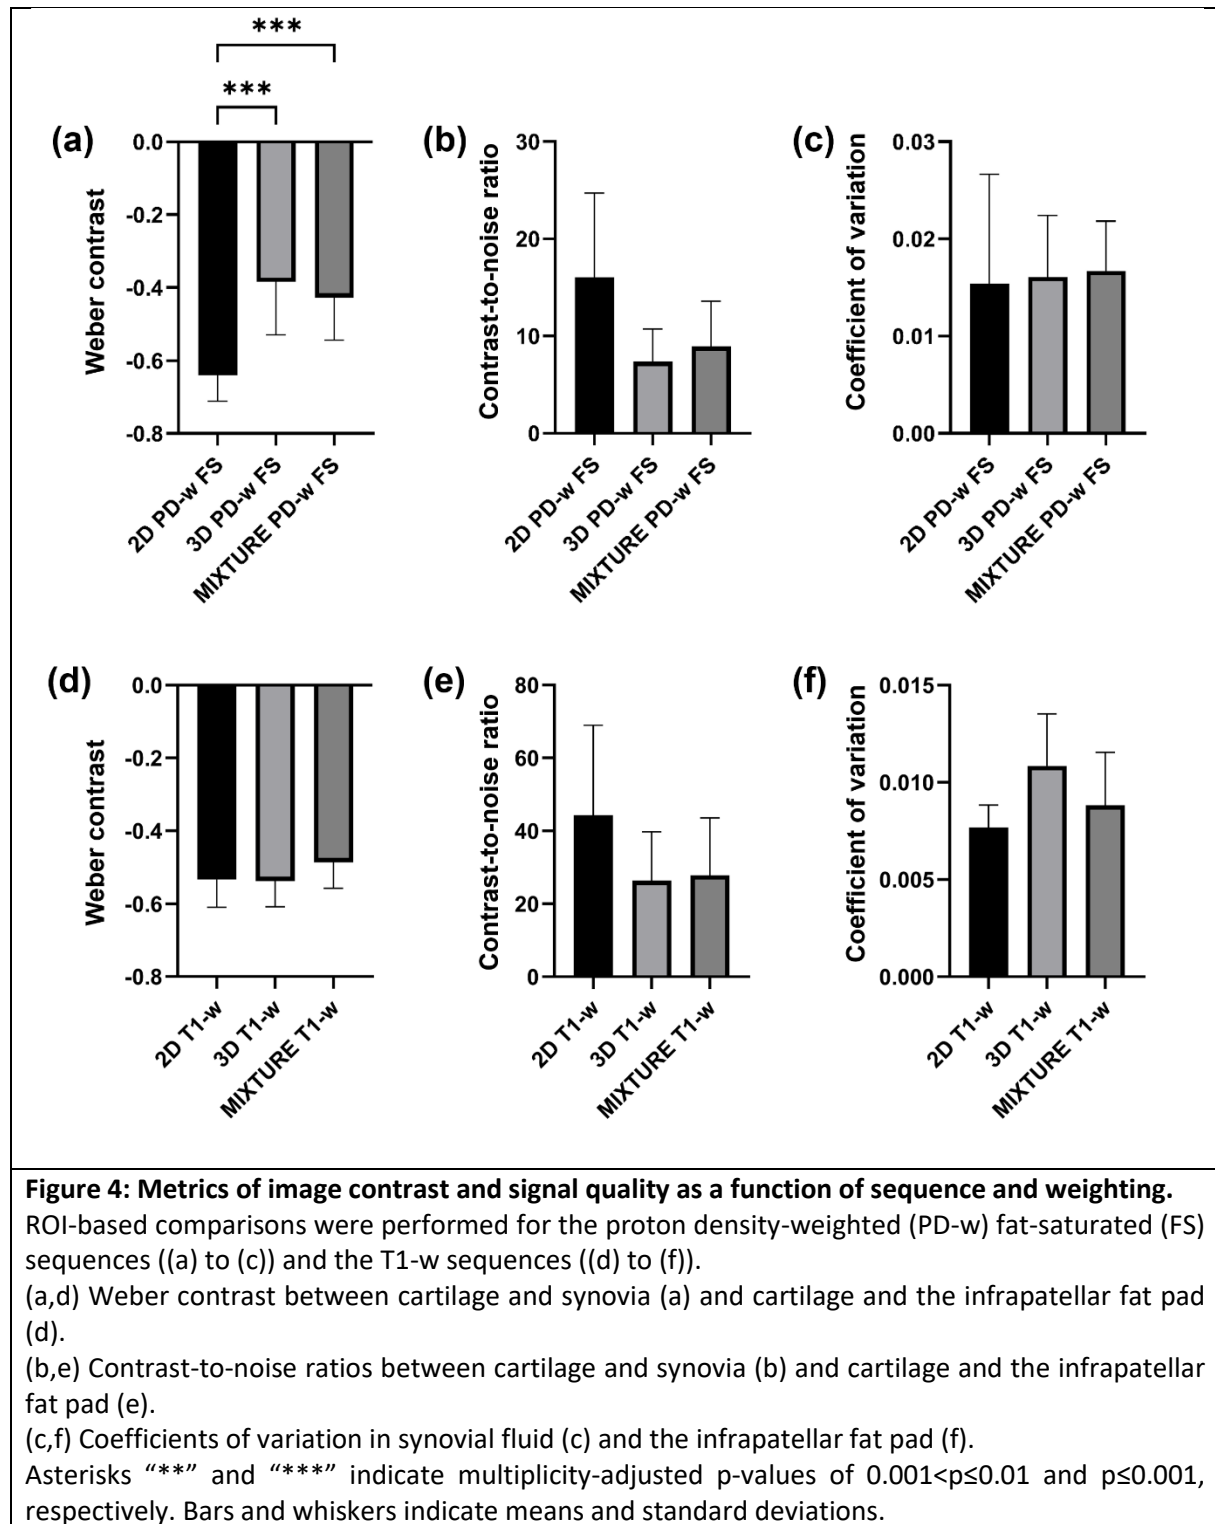 ***
***
(a)
Weber contrast
0.0
-0.2
-0.4
-0.6
-0.8
2D PD-w FS
3D PD-w FS
MIXTURE PD-w FS
(b)
Contrast-to-noise ratio
30
20
10
0
2D PD-w FS
3D PD-w FS
MIXTURE PD-w FS
(c)
Coefficient of variation
0.03
0.02
0.01
0.00
2D PD-w FS
3D PD-w FS
MIXTURE PD-w FS
(d)
Weber contrast
0.0
-0.2
-0.4
-0.6
-0.8
2D T1-w
3D T1-w
MIXTURE T1-w
(e)
Contrast-to-noise ratio
80
60
40
20
0
2D T1-w
3D T1-w
MIXTURE T1-w
(f)
Coefficient of variation
0.015
0.010
0.005
0.000
2D T1-w
3D T1-w
MIXTURE T1-w
Figure 4: Metrics of image contrast and signal quality as a function of sequence and weighting.
ROI-based comparisons were performed for the proton density-weighted (PD-w) fat-saturated (FS)
sequences ((a) to (c)) and the T1-w sequences ((d) to (f)).
(a,d) Weber contrast between cartilage and synovia (a) and cartilage and the infrapatellar fat pad
(d).
(b,e) Contrast-to-noise ratios between cartilage and synovia (b) and cartilage and the infrapatellar
fat pad (e).
(c,f) Coefficients of variation in synovial fluid (c) and the infrapatellar fat pad (f).
Asterisks “**” and “***” indicate multiplicity-adjusted p-values of 0.001<p≤0.01 and p≤0.001,
respectively. Bars and whiskers indicate means and standard deviations.